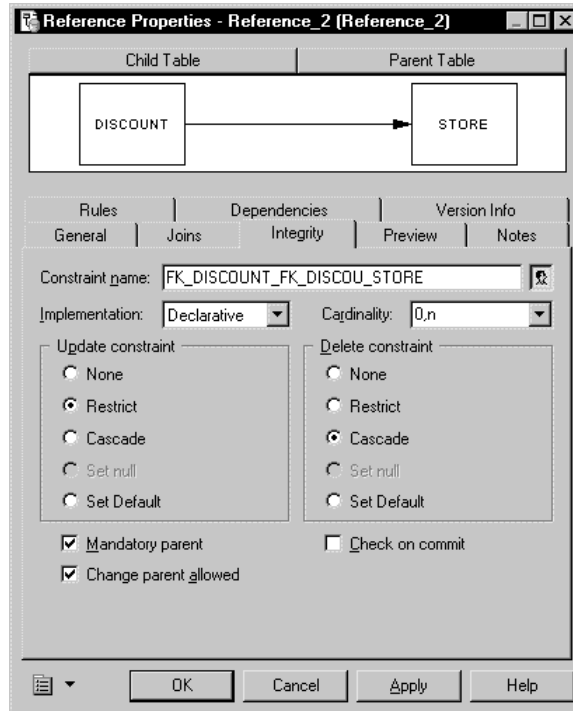 Reference Properties - Reference_2 (Reference_2)
Child Table Parent Table
DISCOUNT STORE
Rules Dependencies Version Info
General Joins Integrity Preview Notes
Constraint name: FK_DISCOUNT_FK_DISCOU_STORE
Implementation: Declarative Cardinality: 0,n
Update constraint Delete constraint
None None
Restrict Restrict
Cascade Cascade
Set null Set null
Set Default Set Default
Mandatory parent Check on commit
Change parent allowed
OK Cancel Apply Help